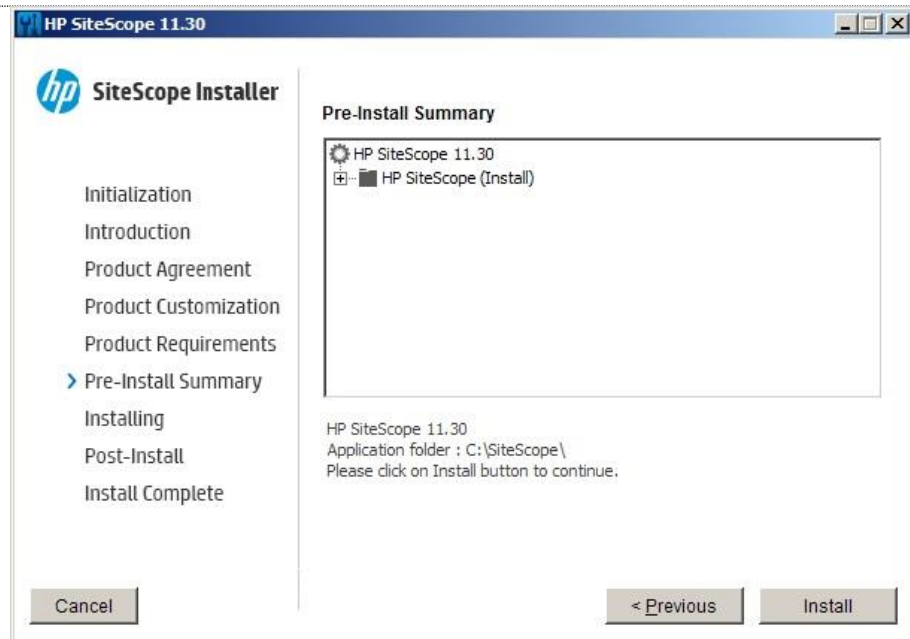 HP SiteScope 11.30
hp
SiteScope Installer
Initialization
Introduction
Product Agreement
Product Customization
Product Requirements
Pre-Install Summary
Installing
Post-Install
Install Complete
Pre-Install Summary
HP SiteScope 11.30
HP SiteScope (Install)
HP SiteScope 11.30
Application folder : C:\SiteScope\
Please click on Install button to continue.
Cancel
< Previous
Install